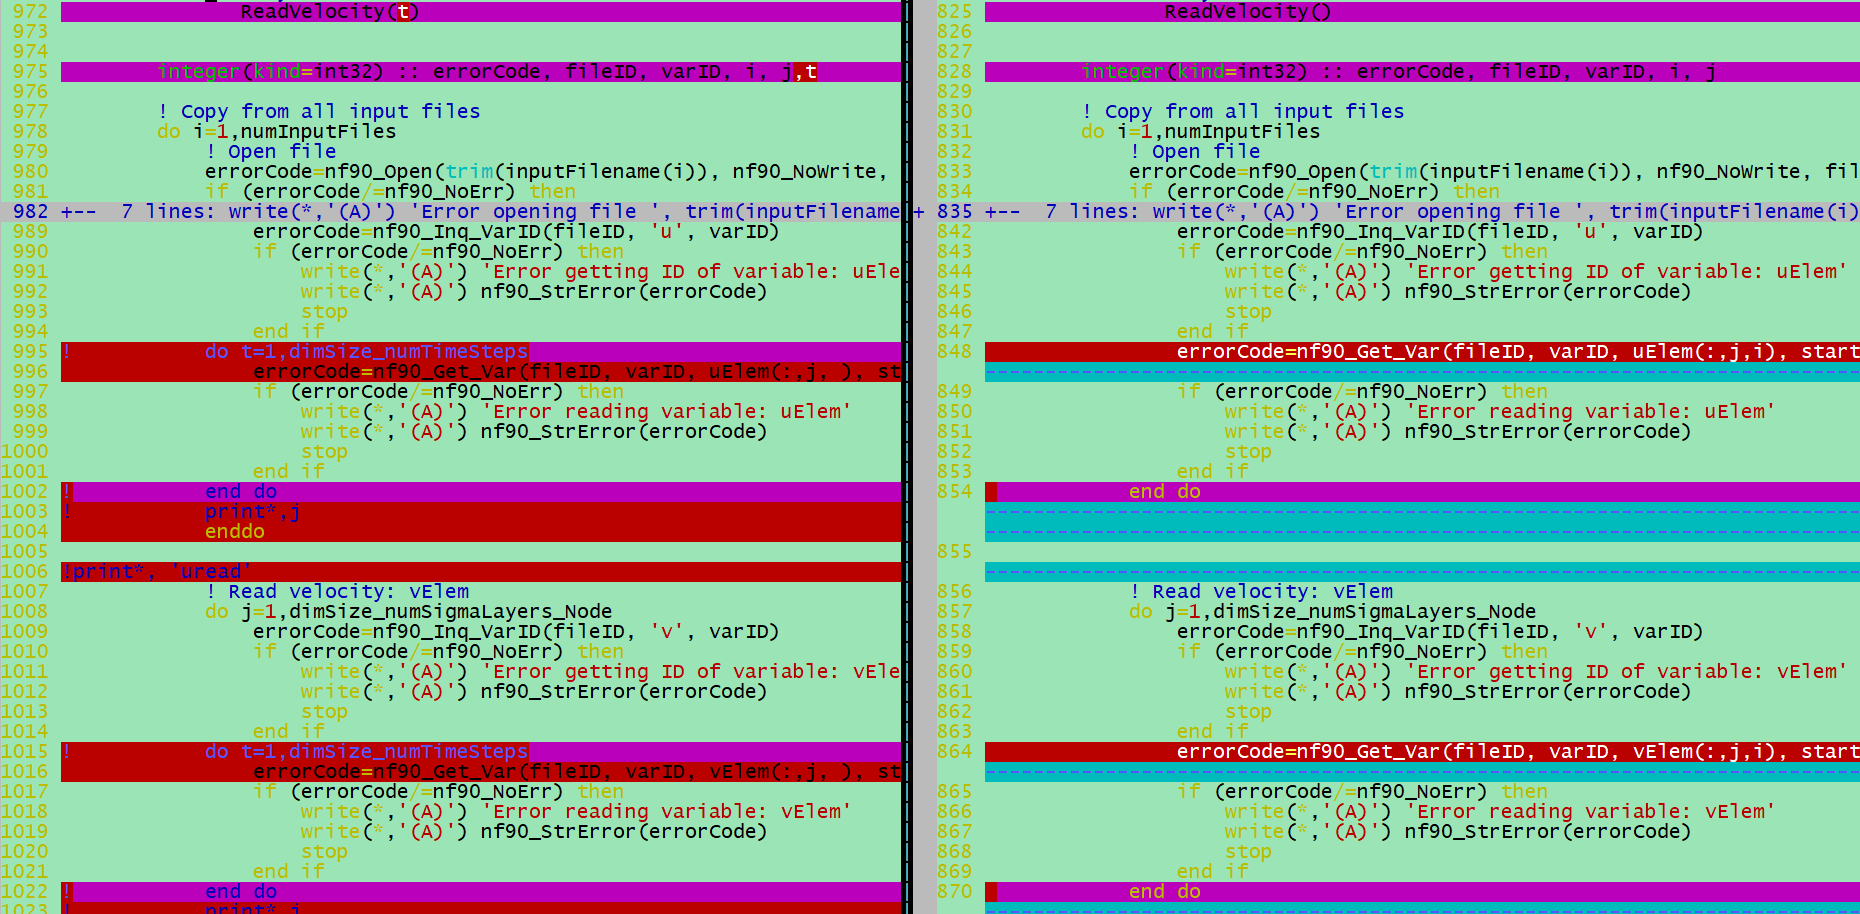 972 ReadVelocity(t)
973
974
975 integer(kind=int32) :: errorCode, fileID, varID, i, j,t
976
977 ! Copy from all input files
978 do i=1,numInputFiles
979 ! Open file
980 errorCode=nf90_Open(trim(inputFilename(i)), nf90_NoWrite,
981 if (errorCode/=nf90_NoErr) then
982 +--  7 lines: write(*,'(A)') 'Error opening file ', trim(inputFilename
989 errorCode=nf90_Inq_VarID(fileID, 'u', varID)
990 if (errorCode/=nf90_NoErr) then
991 write(*,'(A)') 'Error getting ID of variable: uEle
992 write(*,'(A)') nf90_StrError(errorCode)
993 stop
994 end if
995 ! do t=1,dimSize_numTimeSteps
996 errorCode=nf90_Get_Var(fileID, varID, uElem(:,j, ), st
997 if (errorCode/=nf90_NoErr) then
998 write(*,'(A)') 'Error reading variable: uElem'
999 write(*,'(A)') nf90_StrError(errorCode)
1000 stop
1001 end if
1002 ! end do
1003 ! print*,j
1004 enddo
1005
1006 !print*, 'uread'
1007 ! Read velocity: vElem
1008 do j=1,dimSize_numSigmaLayers_Node
1009 errorCode=nf90_Inq_VarID(fileID, 'v', varID)
1010 if (errorCode/=nf90_NoErr) then
1011 write(*,'(A)') 'Error getting ID of variable: vEle
1012 write(*,'(A)') nf90_StrError(errorCode)
1013 stop
1014 end if
1015 ! do t=1,dimSize_numTimeSteps
1016 errorCode=nf90_Get_Var(fileID, varID, vElem(:,j, ), st
1017 if (errorCode/=nf90_NoErr) then
1018 write(*,'(A)') 'Error reading variable: vElem'
1019 write(*,'(A)') nf90_StrError(errorCode)
1020 stop
1021 end if
1022 ! end do
1023 ! print*,j
825 ReadVelocity()
826
827
828 integer(kind=int32) :: errorCode, fileID, varID, i, j
829
830 ! Copy from all input files
831 do i=1,numInputFiles
832 ! Open file
833 errorCode=nf90_Open(trim(inputFilename(i)), nf90_NoWrite, fil
834 if (errorCode/=nf90_NoErr) then
+ 835 +--  7 lines: write(*,'(A)') 'Error opening file ', trim(inputFilename(i)
842 errorCode=nf90_Inq_VarID(fileID, 'u', varID)
843 if (errorCode/=nf90_NoErr) then
844 write(*,'(A)') 'Error getting ID of variable: uElem'
845 write(*,'(A)') nf90_StrError(errorCode)
846 stop
847 end if
848 errorCode=nf90_Get_Var(fileID, varID, uElem(:,j,i), start
849 if (errorCode/=nf90_NoErr) then
850 write(*,'(A)') 'Error reading variable: uElem'
851 write(*,'(A)') nf90_StrError(errorCode)
852 stop
853 end if
854 end do
855
856 ! Read velocity: vElem
857 do j=1,dimSize_numSigmaLayers_Node
858 errorCode=nf90_Inq_VarID(fileID, 'v', varID)
859 if (errorCode/=nf90_NoErr) then
860 write(*,'(A)') 'Error getting ID of variable: vElem'
861 write(*,'(A)') nf90_StrError(errorCode)
862 stop
863 end if
864 errorCode=nf90_Get_Var(fileID, varID, vElem(:,j,i), start
865 if (errorCode/=nf90_NoErr) then
866 write(*,'(A)') 'Error reading variable: vElem'
867 write(*,'(A)') nf90_StrError(errorCode)
868 stop
869 end if
870 end do